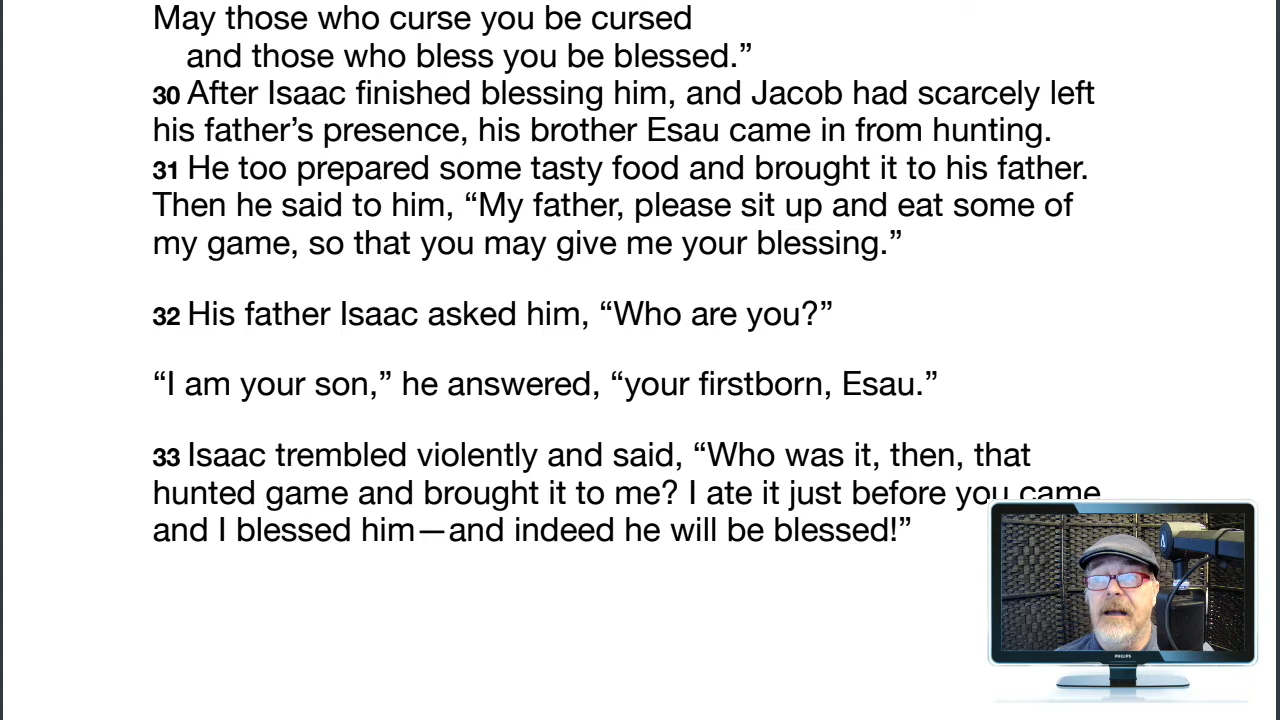 May those who curse you be cursed
and those who bless you be blessed.”
30 After Isaac finished blessing him, and Jacob had scarcely left
his father’s presence, his brother Esau came in from hunting.
31 He too prepared some tasty food and brought it to his father.
Then he said to him, “My father, please sit up and eat some of
my game, so that you may give me your blessing.”
32 His father Isaac asked him, “Who are you?”
“I am your son,” he answered, “your firstborn, Esau.”
33 Isaac trembled violently and said, “Who was it, then, that
hunted game and brought it to me? I ate it just before you came
and I blessed him—and indeed he will be blessed!”
PHILIPS